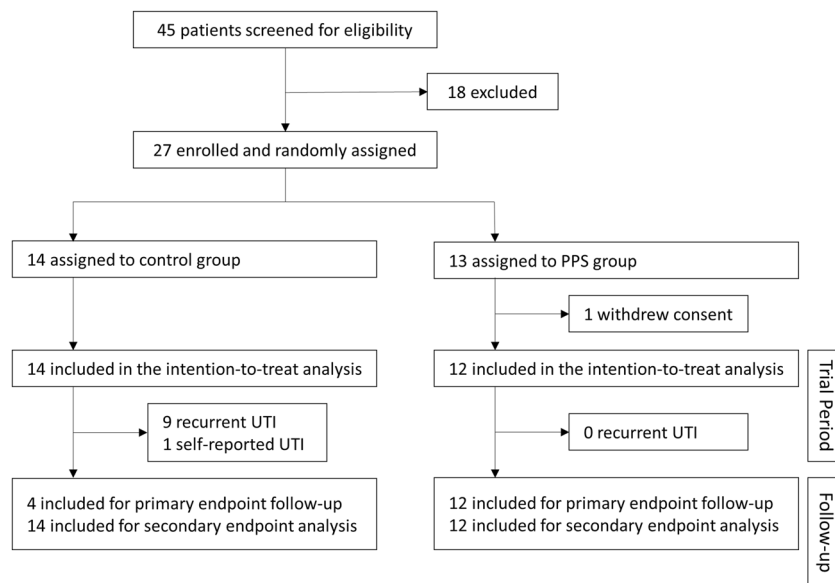 45 patients screened for eligibility
18 excluded
27 enrolled and randomly assigned
14 assigned to control group
13 assigned to PPS group
1 withdrew consent
14 included in the intention-to-treat analysis
12 included in the intention-to-treat analysis
Trial Period
9 recurrent UTI
1 self-reported UTI
0 recurrent UTI
4 included for primary endpoint follow-up
14 included for secondary endpoint analysis
12 included for primary endpoint follow-up
12 included for secondary endpoint analysis
Follow-up